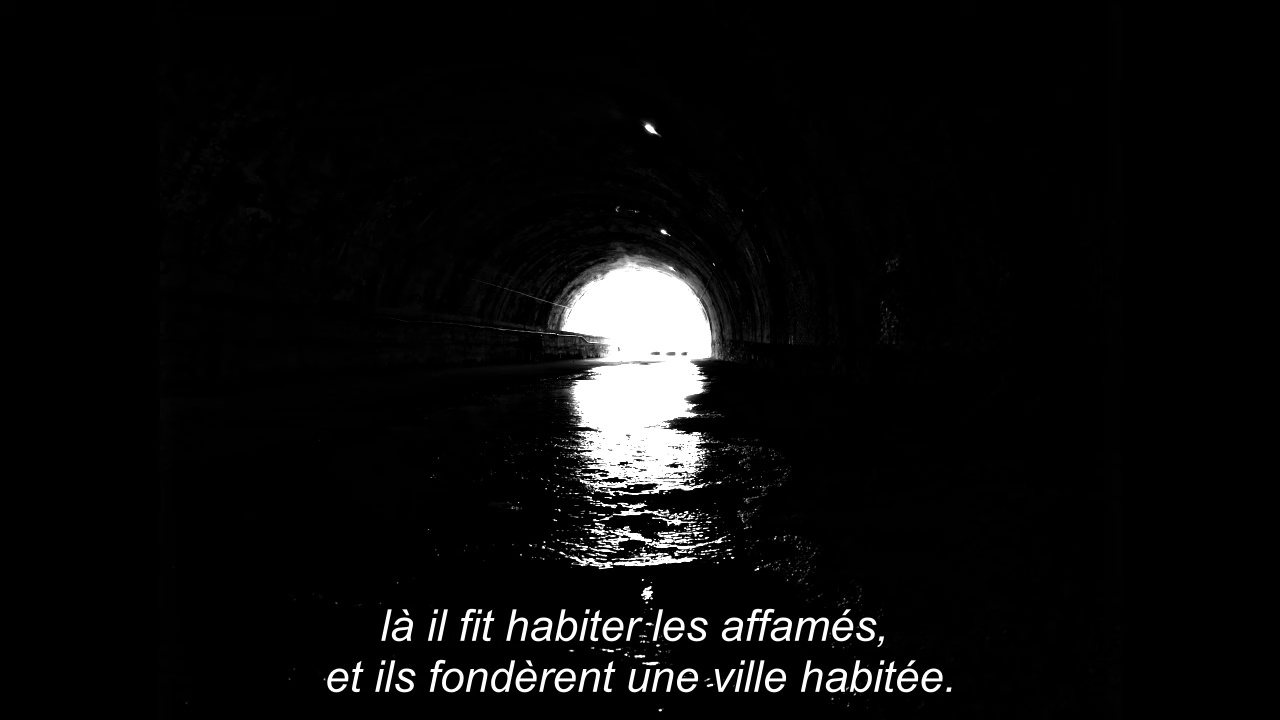 là il fit habiter les affamés,
et ils fondèrent une ville habitée.